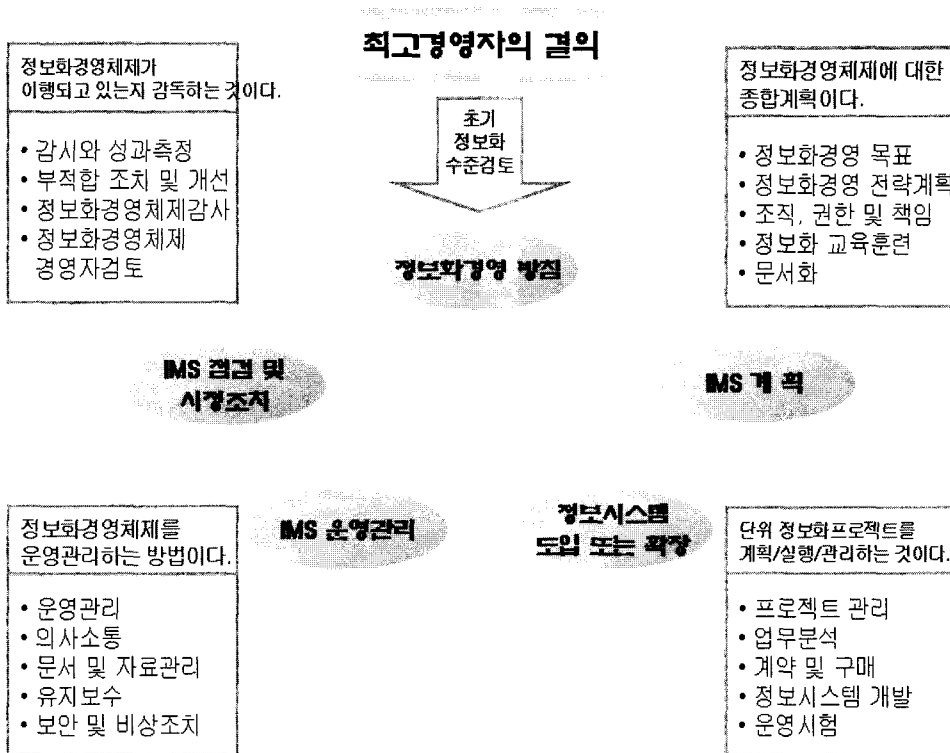 최고경영자의 결의
정보화경영체제가
이행되고 있는지 감독하는 것이다.
• 감시와 성과측정
• 부적합 조치 및 개선
• 정보화경영체제감사
• 정보화경영체제
경영자검토
초기
정보화
수준검토
정보화경영체제에 대한
종합계획이다.
• 정보화경영 목표
• 정보화경영 전략계획
• 조직, 권한 및 책임
• 정보화 교육훈련
• 문서화
정보화경영 방침
IMS 점검 및
시정조치
IMS 계 획
IMS 운영관리
정보시스템
도입 또는 확장
정보화경영체제를
운영관리하는 방법이다.
• 운영관리
• 의사소통
• 문서 및 자료관리
• 유지보수
• 보안 및 비상조치
단위 정보화프로젝트를
계획/실행/관리하는 것이다.
• 프로젝트 관리
• 업무분석
• 계약 및 구매
• 정보시스템 개발
• 운영시험